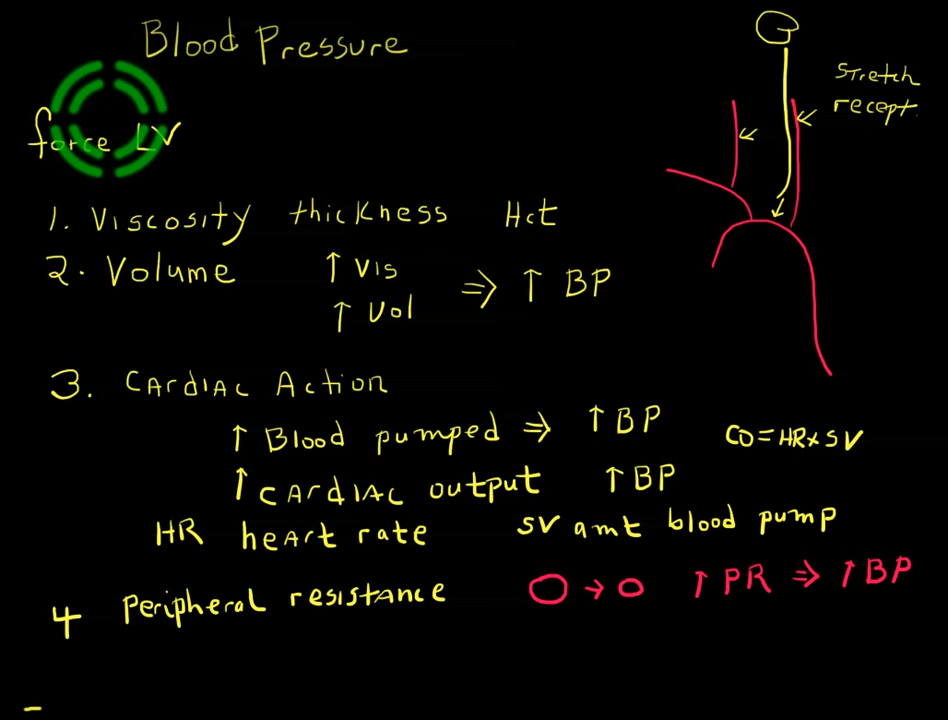 Blood Pressure
stretch
recept.
force LV
1. Viscosity thickness Hct
2. Volume ↑ Vis
↑ Vol ⇒ ↑ BP
3. Cardiac Action
↑ Blood pumped ⇒ ↑ BP
CO = HR x SV
↑ cardiac output ↑ BP
HR heart rate SV amt blood pump
4 Peripheral resistance O → o ↑ PR ⇒ ↑ BP